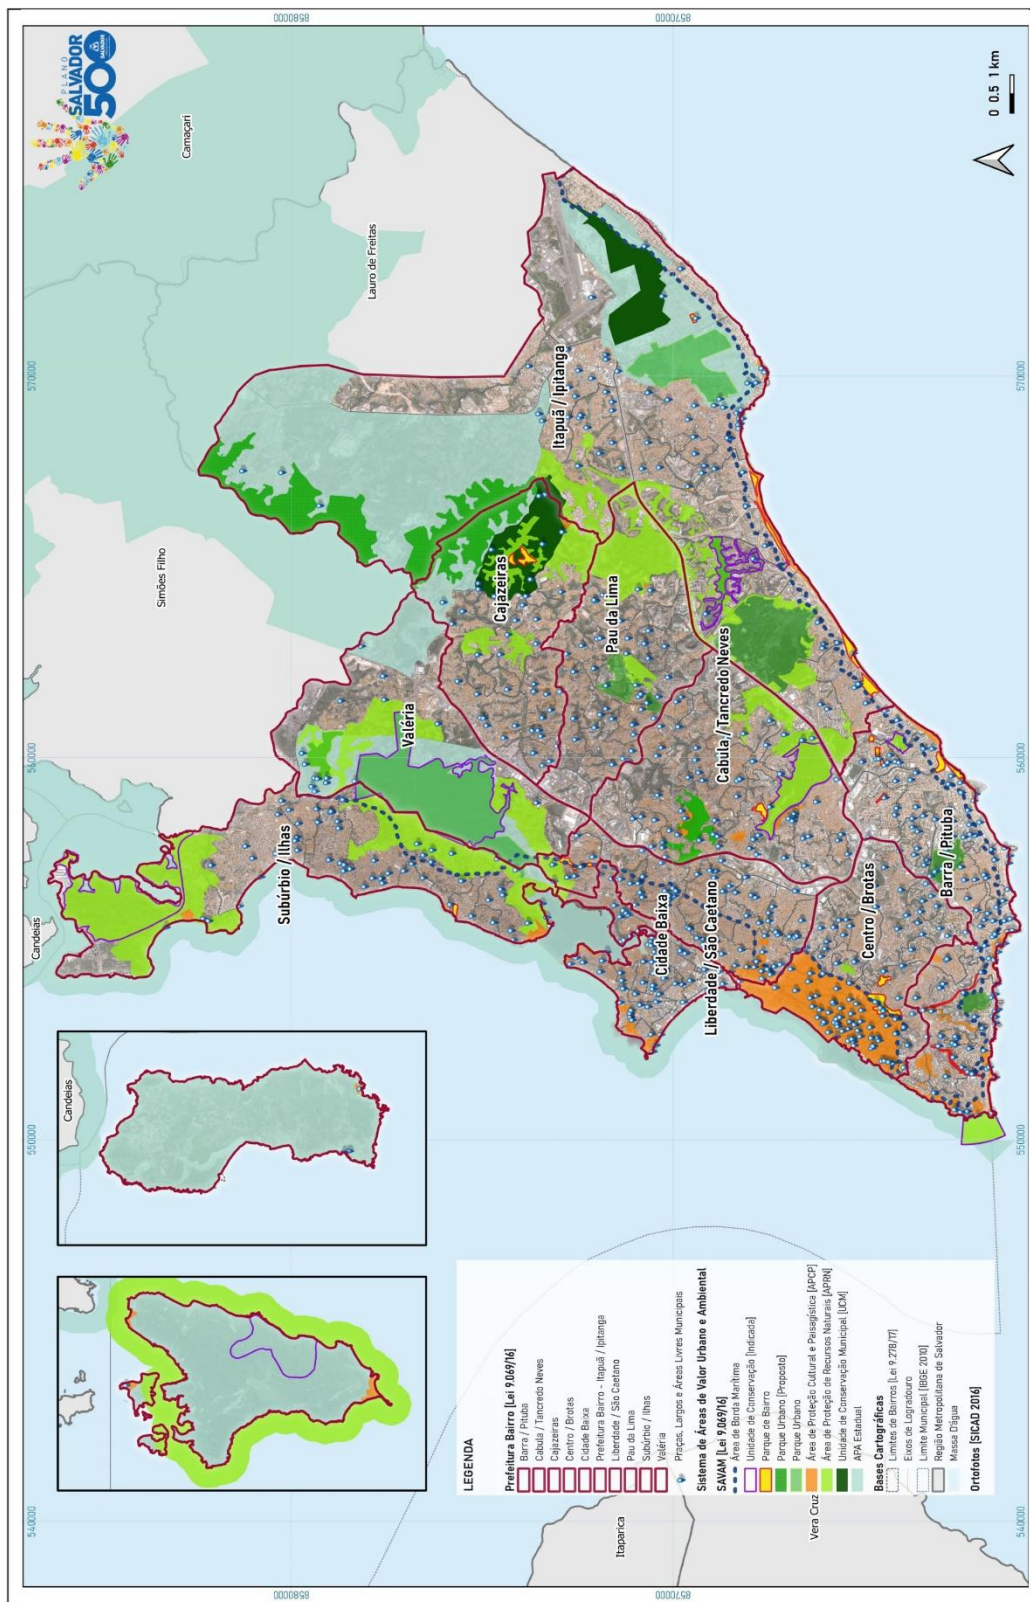 PLANO
SALVADOR
500
SALVADOR
540000
550000
560000
570000
540000
550000
560000
570000
8580000
8570000
8580000
8570000
Candeias
Candeias
Simões Filho
Camaçari
Lauro de Freitas
Itaparica
Vera Cruz
Subúrbio / Ilhas
Valéria
Cajazeiras
Itapuã / Ipitanga
Pau da Lima
Cabula / Tancredo Neves
Cidade Baixa
Liberdade / São Caetano
Centro / Brotas
Barra / Pituba
0 0.5 1 km
LEGENDA
Prefeitura Bairro [Lei 9.069/16]
Barra / Pituba
Cabula / Tancredo Neves
Cajazeiras
Centro / Brotas
Cidade Baixa
Prefeitura Bairro - Itapuã / Ipitanga
Liberdade / São Caetano
Pau da Lima
Subúrbio / Ilhas
Valéria
Praças, Largos e Áreas Livres Municipais
Sistema de Áreas de Valor Urbano e Ambiental
SAVAM [Lei 9.069/16]
Área de Borda Marítima
Unidade de Conservação [Indicada]
Parque de Bairro
Parque Urbano [Proposto]
Parque Urbano
Área de Proteção Cultural e Paisagística [APCP]
Área de Proteção de Recursos Naturais [APRN]
Unidade de Conservação Municipal [UCM]
APA Estadual
Bases Cartográficas
Limites de Bairros [Lei 9.278/17]
Eixos de Logradouro
Limite Municipal [IBGE 2010]
Região Metropolitana de Salvador
Massa D'água
Ortofotos [SICAD 2016]